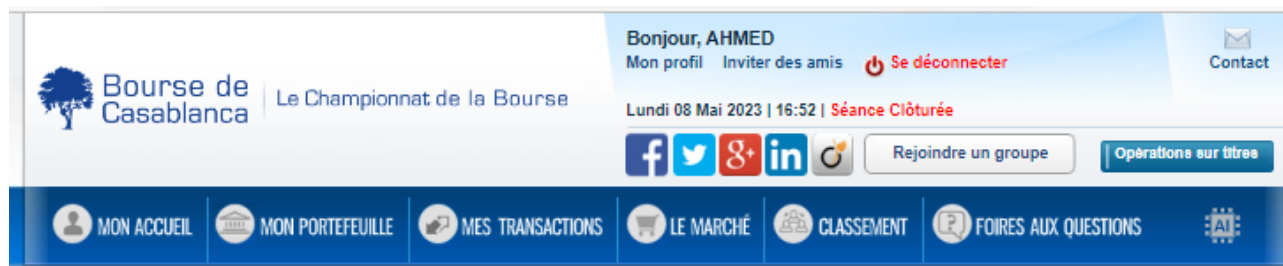 Bourse de
Casablanca
Le Championnat de la Bourse
Bonjour, AHMED
Mon profil Inviter des amis Se déconnecter
Contact
Lundi 08 Mai 2023 | 16:52 | Séance Clôturée
f 8+ in
Rejoindre un groupe
Opérations sur titres
MON ACCUEIL MON PORTEFEUILLE MES TRANSACTIONS LE MARCHÉ CLASSEMENT FOIRES AUX QUESTIONS AI